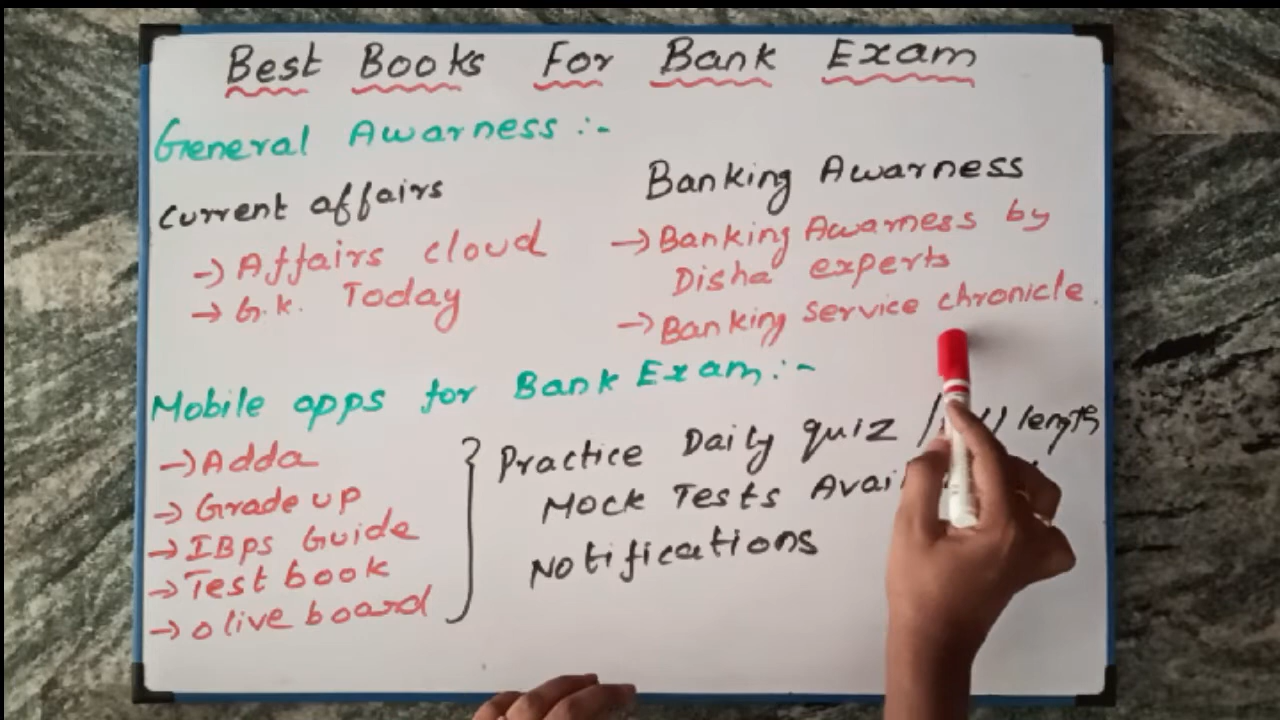 Best Books For Bank Exam
General Awarness :-
Current affairs
→ Affairs cloud
→ G.K. Today
Banking Awarness
→ Banking Awarness by
Disha experts
→ Banking service chronicle.
Mobile apps for Bank Exam :-
→ Adda
→ Grade up
→ IBPS Guide
→ Test book
→ olive board
Practice Daily quiz / length
Mock Tests
Notifications